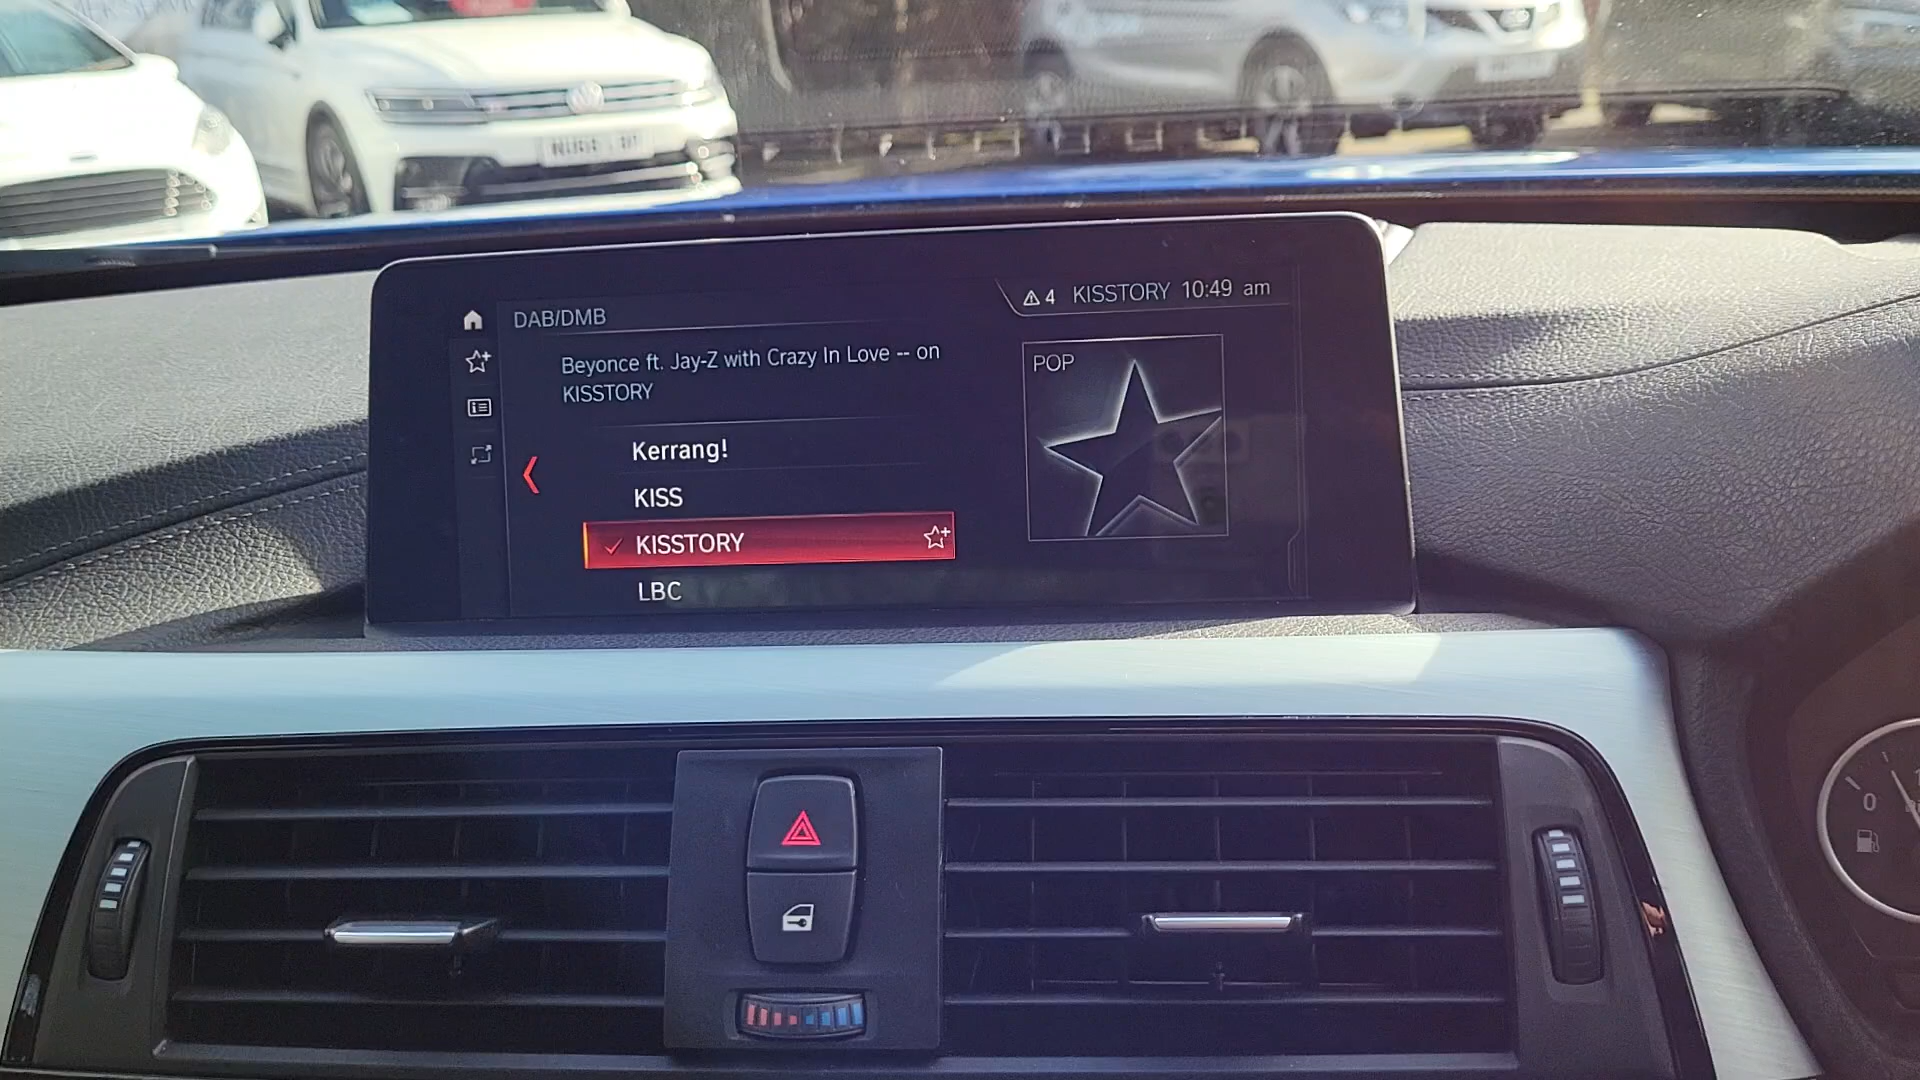 DAB/DMB
4 KISSTORY 10:49 am
Beyonce ft. Jay-Z with Crazy In Love -- on
KISSTORY
POP
Kerrang!
KISS
KISSTORY
LBC
0